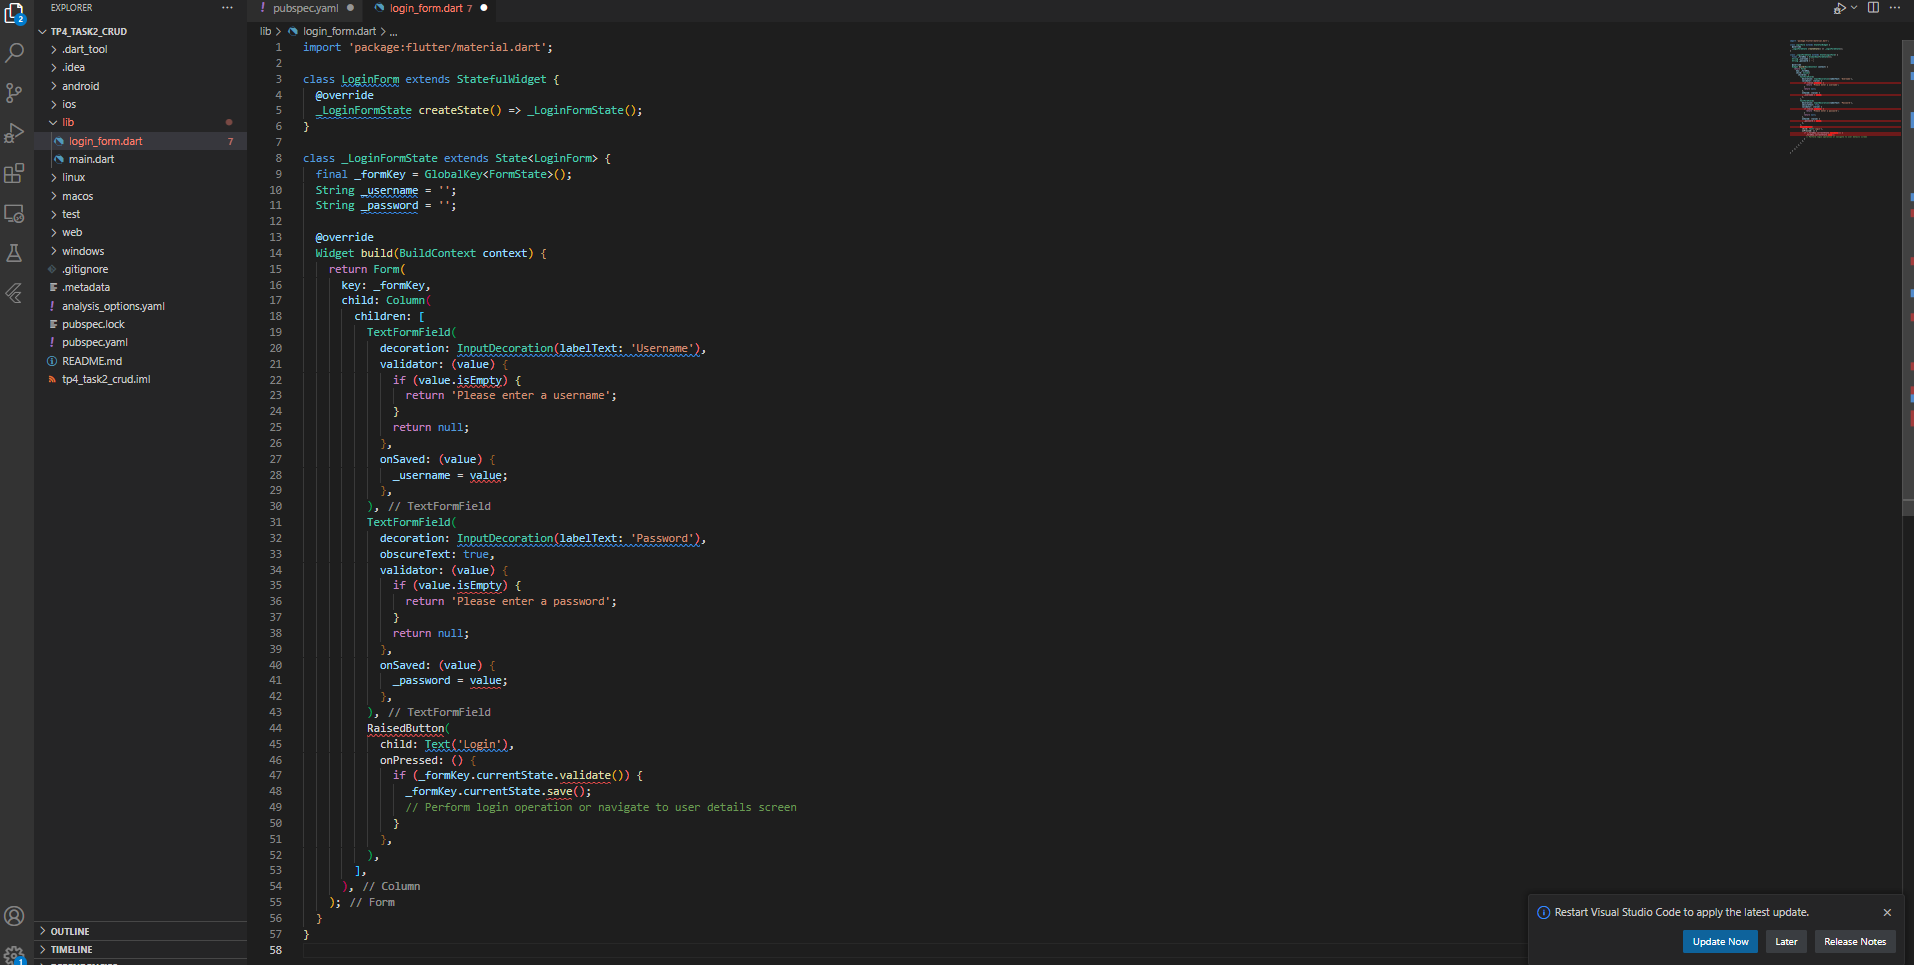 EXPLORER
pubspec.yaml
login_form.dart 7
TP4_TASK2_CRUD
.dart_tool
.idea
android
ios
lib
login_form.dart 7
main.dart
linux
macos
test
web
windows
.gitignore
.metadata
analysis_options.yaml
pubspec.lock
pubspec.yaml
README.md
tp4_task2_crud.iml
OUTLINE
TIMELINE
2
1
lib > login_form.dart > ...
1 import 'package:flutter/material.dart';
2
3 class LoginForm extends StatefulWidget {
4 @override
5 _LoginFormState createState() => _LoginFormState();
6 }
7
8 class _LoginFormState extends State<LoginForm> {
9 final _formKey = GlobalKey<FormState>();
10 String _username = '';
11 String _password = '';
12
13 @override
14 Widget build(BuildContext context) {
15 return Form(
16 key: _formKey,
17 child: Column(
18 children: [
19 TextFormField(
20 decoration: InputDecoration(labelText: 'Username'),
21 validator: (value) {
22 if (value.isEmpty) {
23 return 'Please enter a username';
24 }
25 return null;
26 },
27 onSaved: (value) {
28 _username = value;
29 },
30 ), // TextFormField
31 TextFormField(
32 decoration: InputDecoration(labelText: 'Password'),
33 obscureText: true,
34 validator: (value) {
35 if (value.isEmpty) {
36 return 'Please enter a password';
37 }
38 return null;
39 },
40 onSaved: (value) {
41 _password = value;
42 },
43 ), // TextFormField
44 RaisedButton(
45 child: Text('Login'),
46 onPressed: () {
47 if (_formKey.currentState.validate()) {
48 _formKey.currentState.save();
49 // Perform login operation or navigate to user details screen
50 }
51 },
52 ),
53 ],
54 ), // Column
55 ); // Form
56 }
57 }
58
Restart Visual Studio Code to apply the latest update.
Update Now
Later
Release Notes